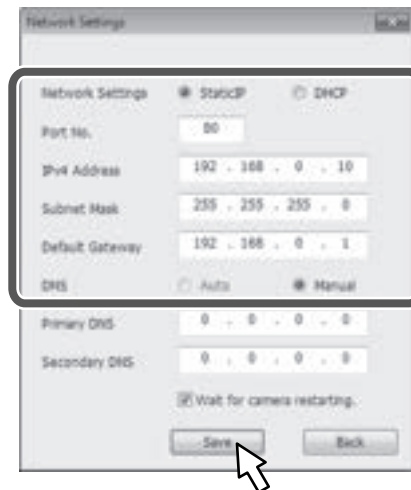 Network Settings
Network Settings StaticIP DHCP
Port No. 80
IPv4 Address 192 . 168 . 0 . 10
Subnet Mask 255 . 255 . 255 . 0
Default Gateway 192 . 168 . 0 . 1
DNS Auto Manual
Primary DNS 0 . 0 . 0 . 0
Secondary DNS 0 . 0 . 0 . 0
Wait for camera restarting.
Save Back